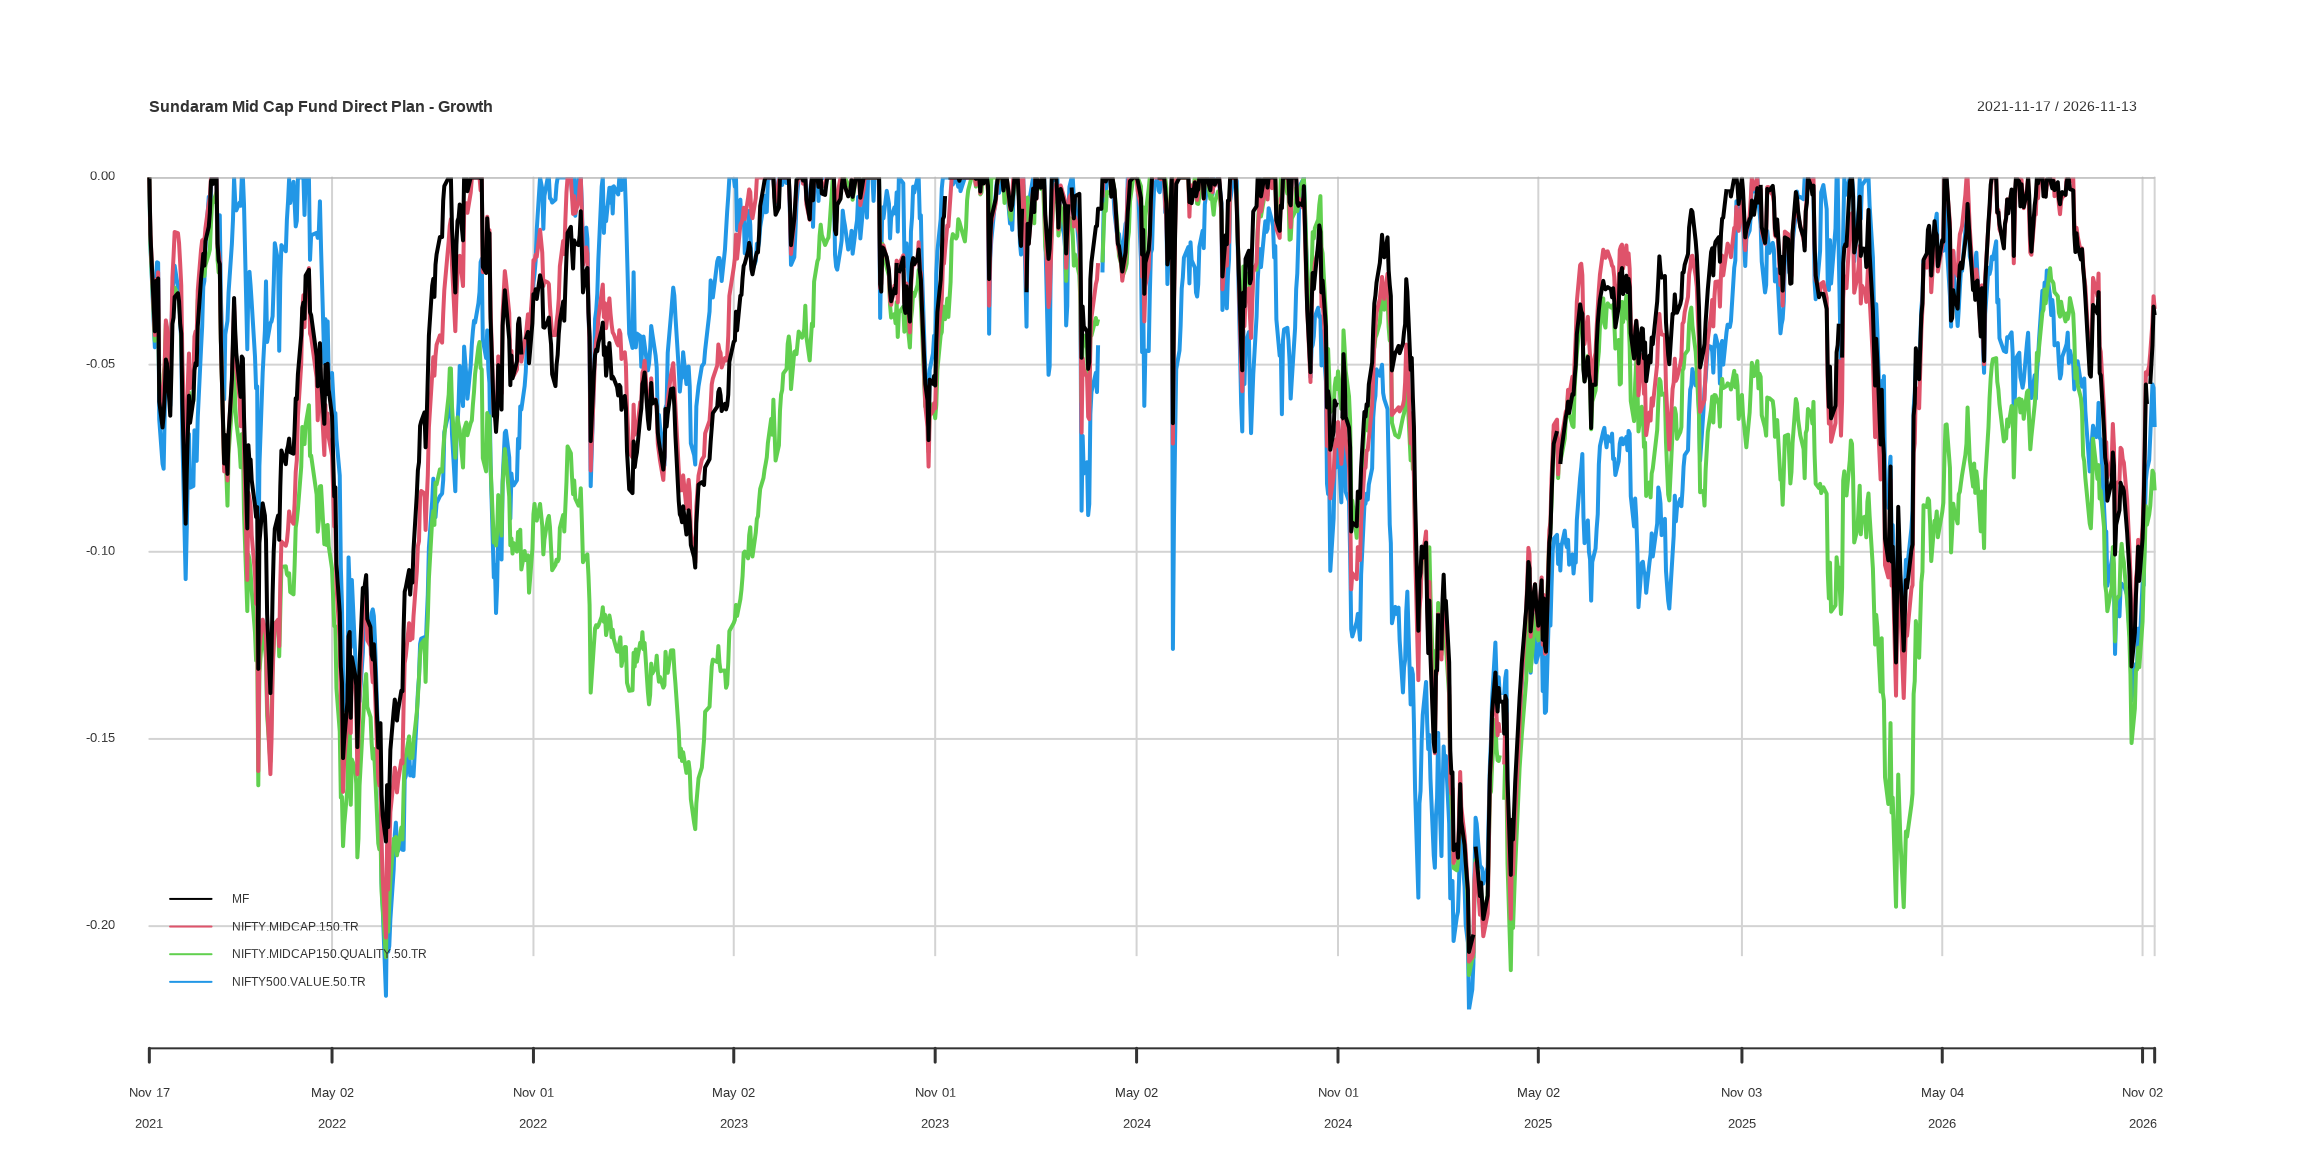 Sundaram Mid Cap Fund Direct Plan - Growth
2021-11-17 / 2026-11-13
0.00
-0.05
-0.10
-0.15
-0.20
MF
NIFTY.MIDCAP.150.TR
NIFTY.MIDCAP150.QUALITY.50.TR
NIFTY500.VALUE.50.TR
Nov 17 May 02 Nov 01 May 02 Nov 01 May 02 Nov 01 May 02 Nov 03 May 04 Nov 02
2021 2022 2022 2023 2023 2024 2024 2025 2025 2026 2026